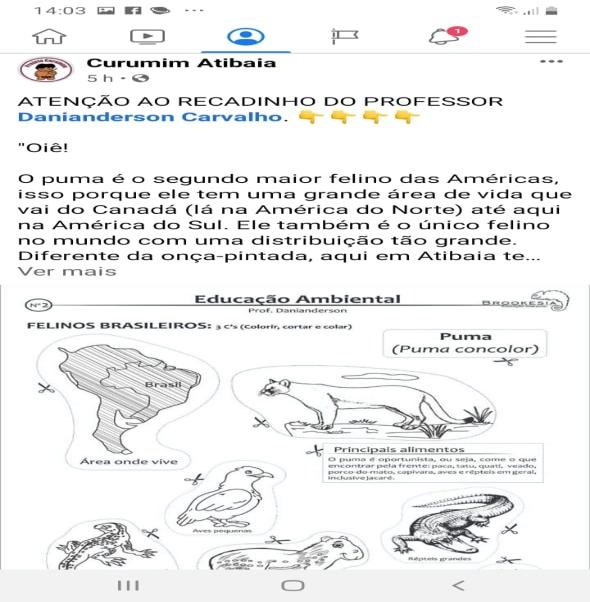 14:03
1
Curumim Atibaia
5 h
ATENÇÃO AO RECADINHO DO PROFESSOR
Danianderson Carvalho. 👇👇👇👇
"Oiê!
O puma é o segundo maior felino das Américas,
isso porque ele tem uma grande área de vida que
vai do Canadá (lá na América do Norte) até aqui
na América do Sul. Ele também é o único felino
no mundo com uma distribuição tão grande.
Diferente da onça-pintada, aqui em Atibaia te...
Ver mais
Nº2
Educação Ambiental
Prof. Danianderson
BROOKESIA
FELINOS BRASILEIROS: 3 C's (Colorir, cortar e colar)
Puma
(Puma concolor)
Brasil
Área onde vive
Principais alimentos
O puma é oportunista, ou seja, come o que
encontrar pela frente: paca, tatu, quati, veado,
porco-do-mato, capivara, aves e répteis em geral,
inclusive jacaré.
Aves pequenas
Répteis grandes